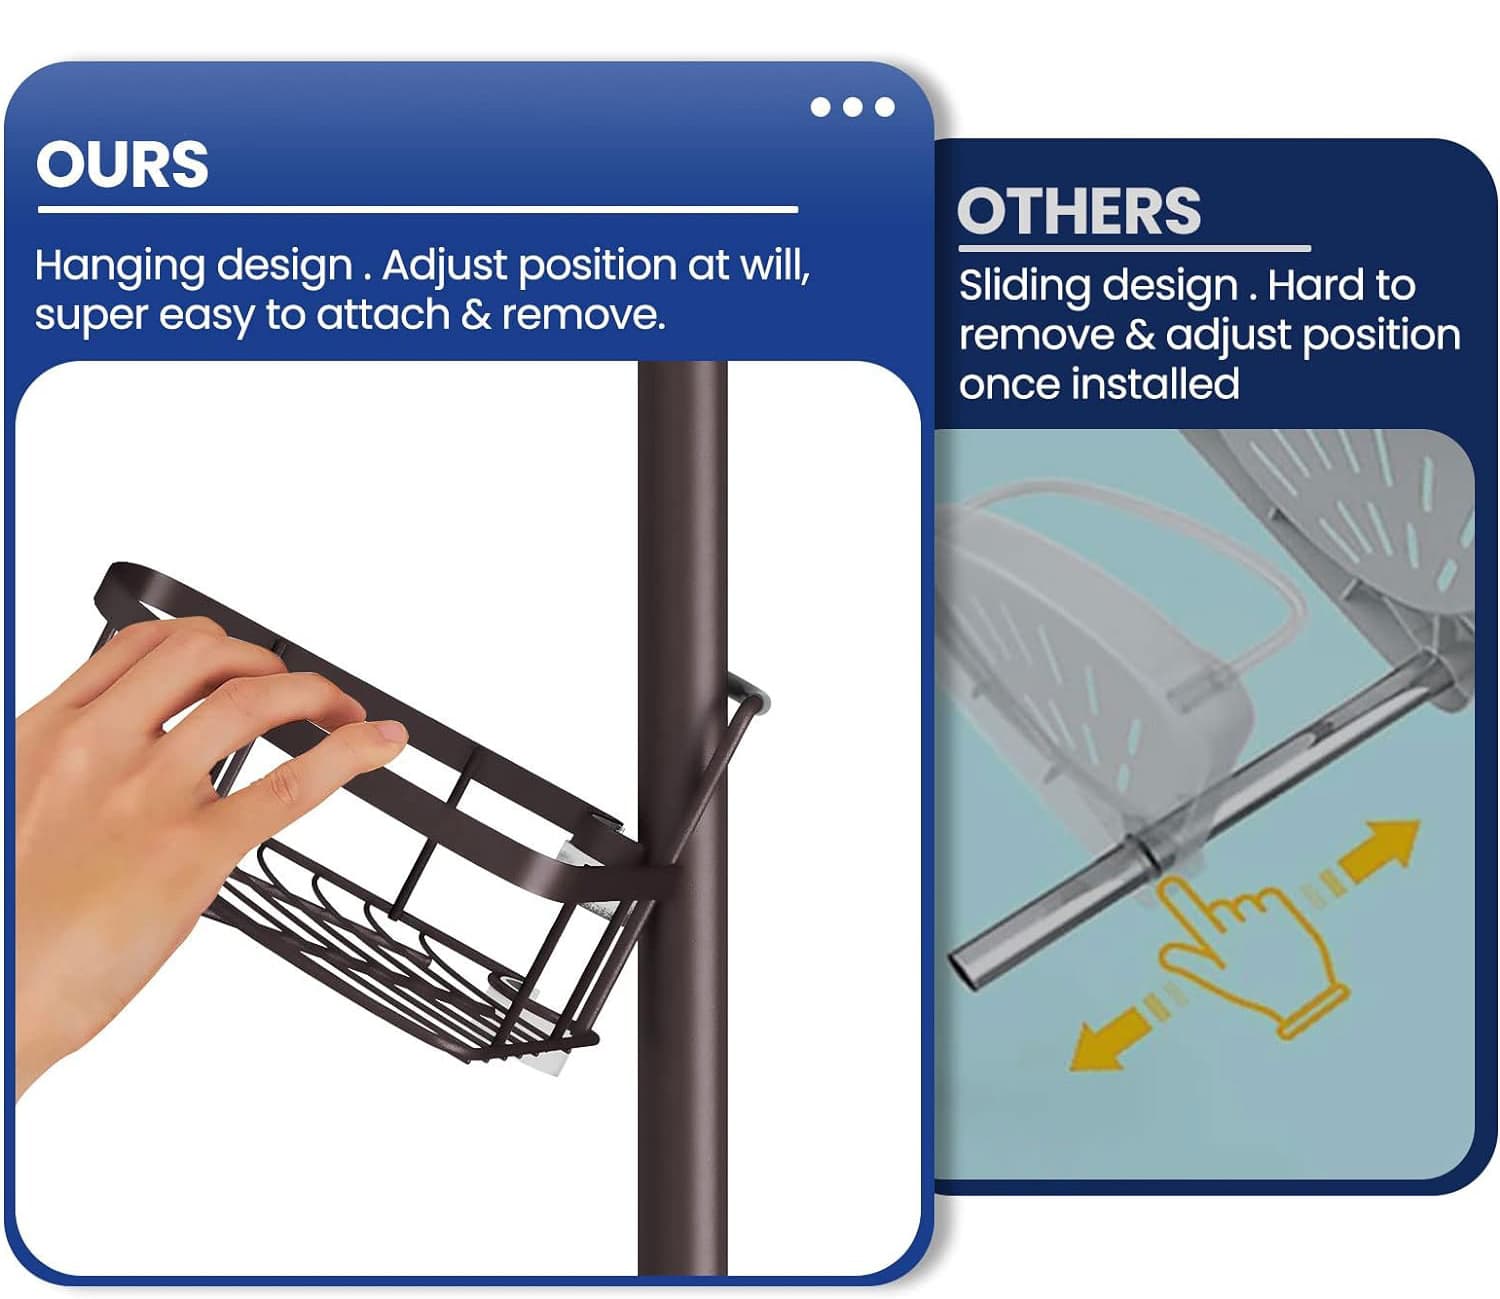 OURS
Hanging design . Adjust position at will,
super easy to attach & remove.
OTHERS
Sliding design . Hard to
remove & adjust position
once installed